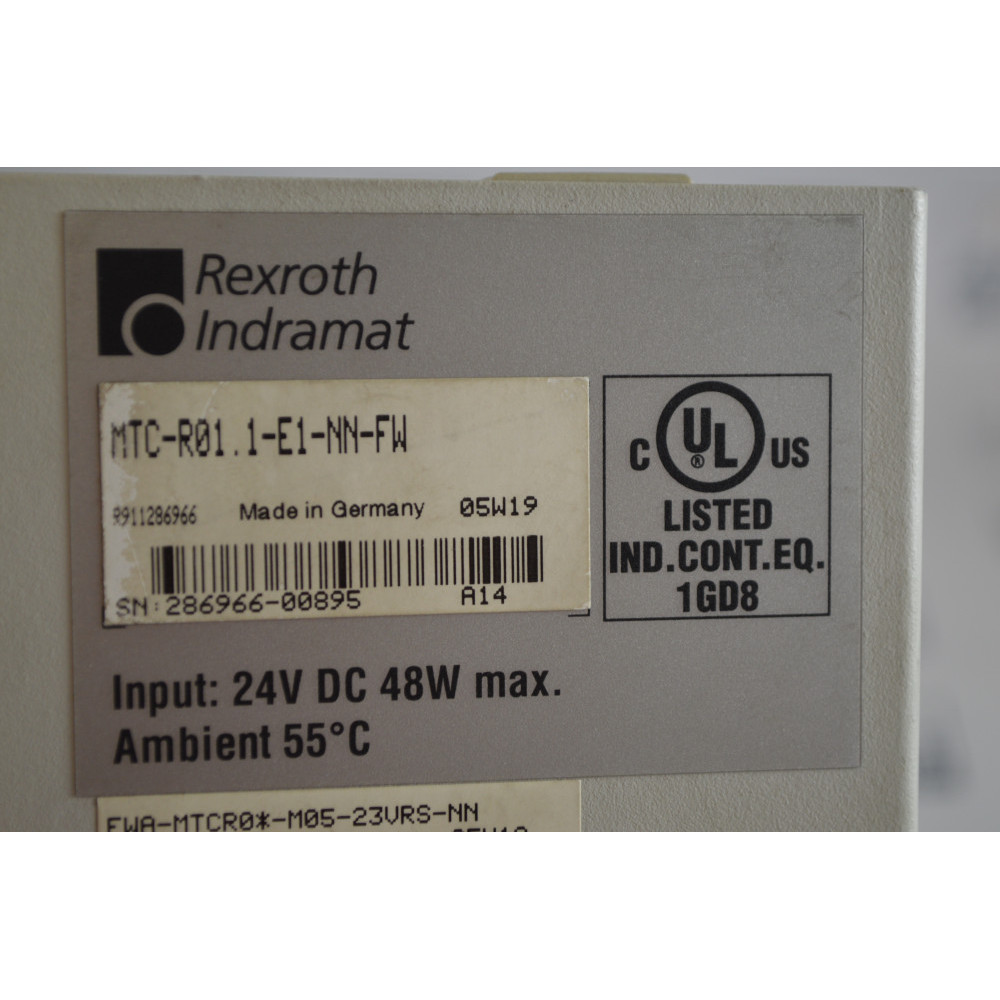 Rexroth
Indramat
MTC-R01.1-E1-NN-FW
R911286966 Made in Germany 05W19
SN:286966-00895 A14
C UL® US
LISTED
IND.CONT.EQ.
1GD8
Input: 24V DC 48W max.
Ambient 55°C
FWA-MTCR0*-M05-23VRS-NN